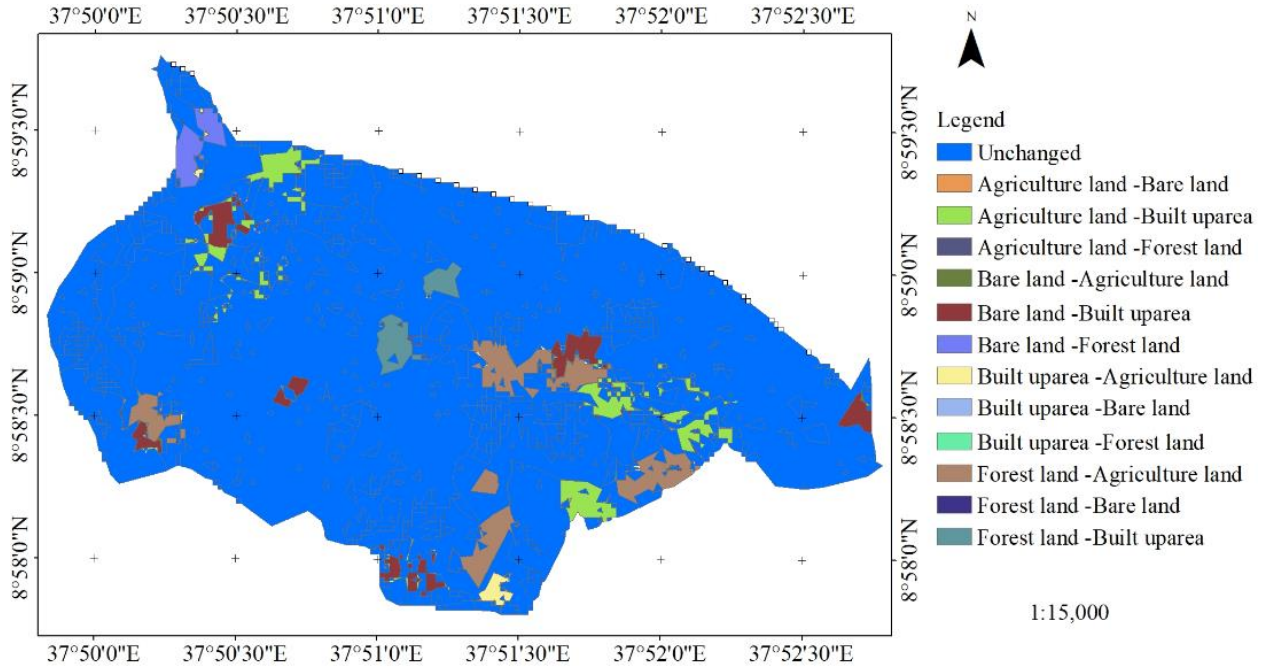 37°50'0"E 37°50'30"E 37°51'0"E 37°51'30"E 37°52'0"E 37°52'30"E
N
8°59'30"N
8°59'0"N
8°58'30"N
8°58'0"N
8°59'30"N
8°59'0"N
8°58'30"N
8°58'0"N
Legend
Unchanged
Agriculture land -Bare land
Agriculture land -Built uparea
Agriculture land -Forest land
Bare land -Agriculture land
Bare land -Built uparea
Bare land -Forest land
Built uparea -Agriculture land
Built uparea -Bare land
Built uparea -Forest land
Forest land -Agriculture land
Forest land -Bare land
Forest land -Built uparea
1:15,000
37°50'0"E 37°50'30"E 37°51'0"E 37°51'30"E 37°52'0"E 37°52'30"E